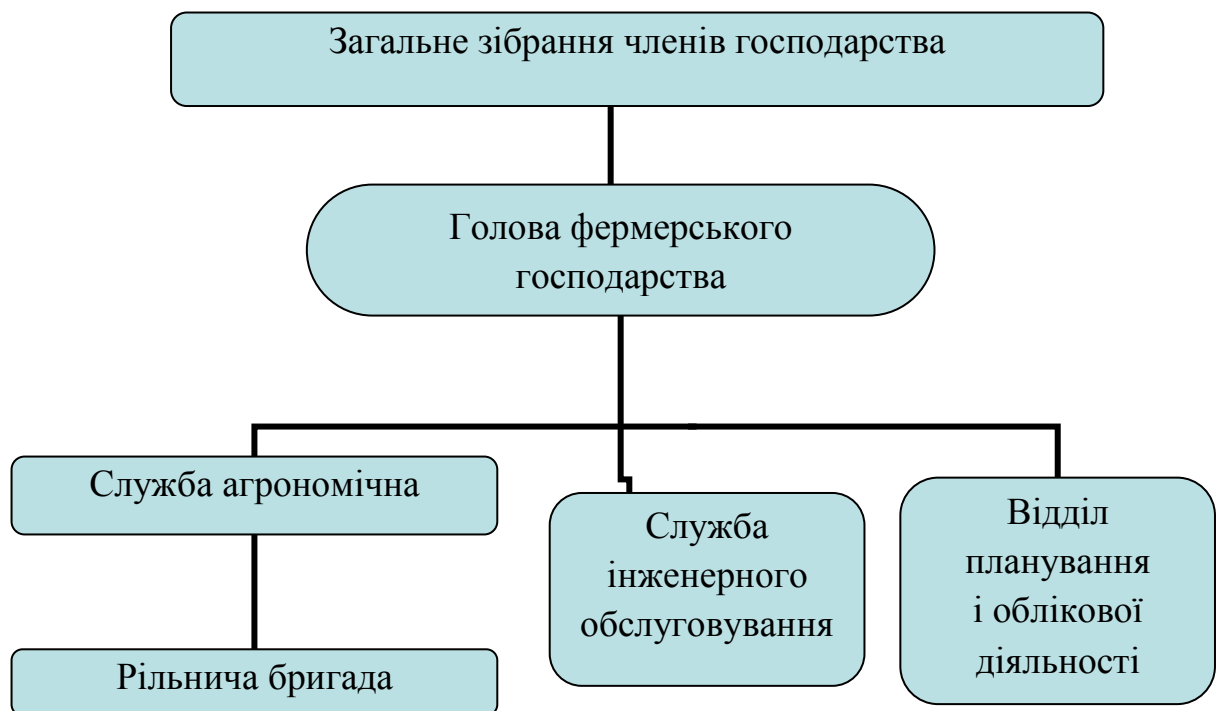 Загальне зібрання членів господарства
Голова фермерського
господарства
Служба агрономічна
Служба
інженерного
обслуговування
Відділ
планування
і облікової
діяльності
Рільнича бригада